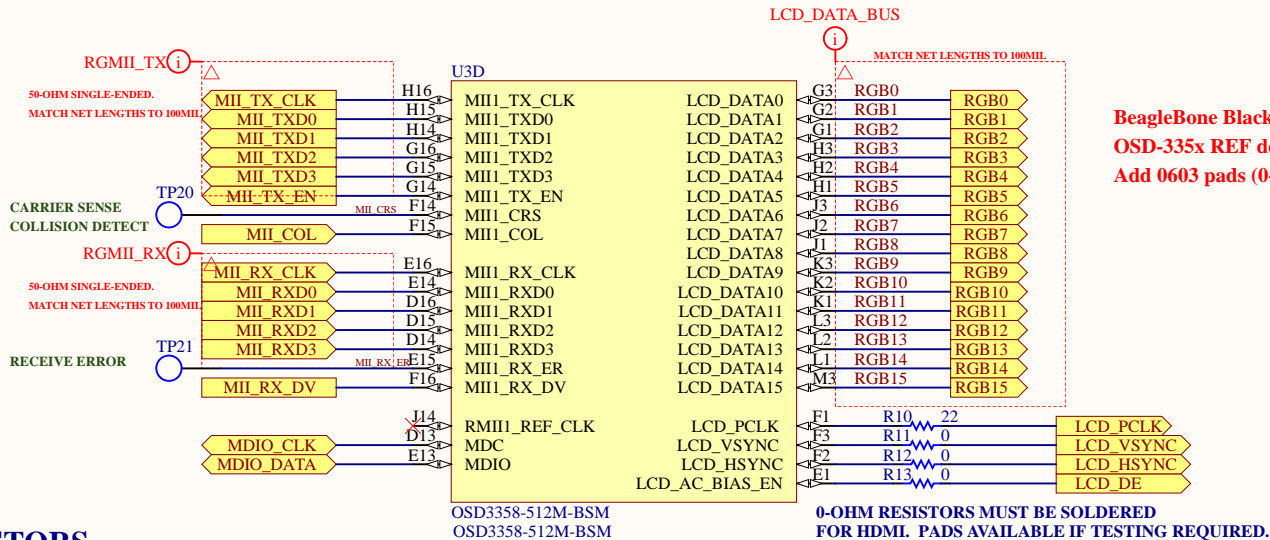 LCD_DATA_BUS
i
MATCH NET LENGTHS TO 100MIL
RGMII_TX
i
50-OHM SINGLE-ENDED.
MATCH NET LENGTHS TO 100MIL
U3D
MII_TX_CLK H16 MII1_TX_CLK LCD_DATA0 G3 RGB0 RGB0
MII_TXD0 H15 MII1_TXD0 LCD_DATA1 G2 RGB1 RGB1
MII_TXD1 H14 MII1_TXD1 LCD_DATA2 G1 RGB2 RGB2
MII_TXD2 G16 MII1_TXD2 LCD_DATA3 H3 RGB3 RGB3
MII_TXD3 G15 MII1_TXD3 LCD_DATA4 H2 RGB4 RGB4
MII_TX_EN G14 MII1_TX_EN LCD_DATA5 H1 RGB5 RGB5
TP20 MII_CRS F14 MII1_CRS LCD_DATA6 J3 RGB6 RGB6
MII_COL F15 MII1_COL LCD_DATA7 J2 RGB7 RGB7
LCD_DATA8 J1 RGB8 RGB8
CARRIER SENSE
COLLISION DETECT
RGMII_RX
i
50-OHM SINGLE-ENDED.
MATCH NET LENGTHS TO 100MIL
MII_RX_CLK E16 MII1_RX_CLK LCD_DATA9 K3 RGB9 RGB9
MII_RXD0 E14 MII1_RXD0 LCD_DATA10 K2 RGB10 RGB10
MII_RXD1 D16 MII1_RXD1 LCD_DATA11 K1 RGB11 RGB11
MII_RXD2 D15 MII1_RXD2 LCD_DATA12 L3 RGB12 RGB12
MII_RXD3 D14 MII1_RXD3 LCD_DATA13 L2 RGB13 RGB13
RECEIVE ERROR TP21 MII_RX_ER E15 MII1_RX_ER LCD_DATA14 L1 RGB14 RGB14
MII_RX_DV F16 MII1_RX_DV LCD_DATA15 M3 RGB15 RGB15
J14 RMII1_REF_CLK LCD_PCLK F1 R10 22 LCD_PCLK
MDIO_CLK D13 MDC LCD_VSYNC F3 R11 0 LCD_VSYNC
MDIO_DATA E13 MDIO LCD_HSYNC F2 R12 0 LCD_HSYNC
LCD_AC_BIAS_EN E1 R13 0 LCD_DE
OSD3358-512M-BSM
OSD3358-512M-BSM
0-OHM RESISTORS MUST BE SOLDERED
FOR HDMI. PADS AVAILABLE IF TESTING REQUIRED.
BeagleBone Black
OSD-335x REF
Add 0603 pads (0-